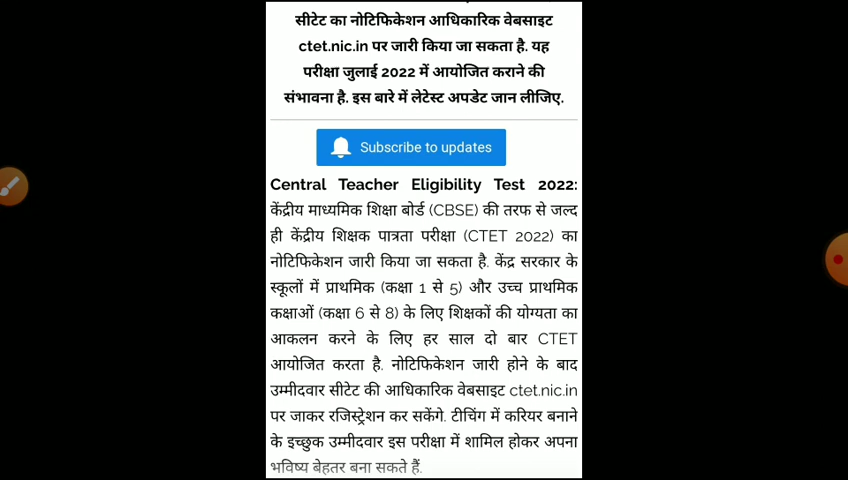 सीटेट का नोटिफिकेशन आधिकारिक वेबसाइट
ctet.nic.in पर जारी किया जा सकता है. यह
परीक्षा जुलाई 2022 में आयोजित कराने की
संभावना है. इस बारे में लेटेस्ट अपडेट जान लीजिए.
Subscribe to updates
Central Teacher Eligibility Test 2022:
केंद्रीय माध्यमिक शिक्षा बोर्ड (CBSE) की तरफ से जल्द
ही केंद्रीय शिक्षक पात्रता परीक्षा (CTET 2022) का
नोटिफिकेशन जारी किया जा सकता है. केंद्र सरकार के
स्कूलों में प्राथमिक (कक्षा 1 से 5) और उच्च प्राथमिक
कक्षाओं (कक्षा 6 से 8) के लिए शिक्षकों की योग्यता का
आकलन करने के लिए हर साल दो बार CTET
आयोजित करता है. नोटिफिकेशन जारी होने के बाद
उम्मीदवार सीटेट की आधिकारिक वेबसाइट ctet.nic.in
पर जाकर रजिस्ट्रेशन कर सकेंगे. टीचिंग में करियर बनाने
के इच्छुक उम्मीदवार इस परीक्षा में शामिल होकर अपना
भविष्य बेहतर बना सकते हैं.